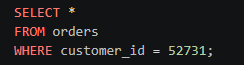 SELECT *
FROM orders
WHERE customer_id = 52731;